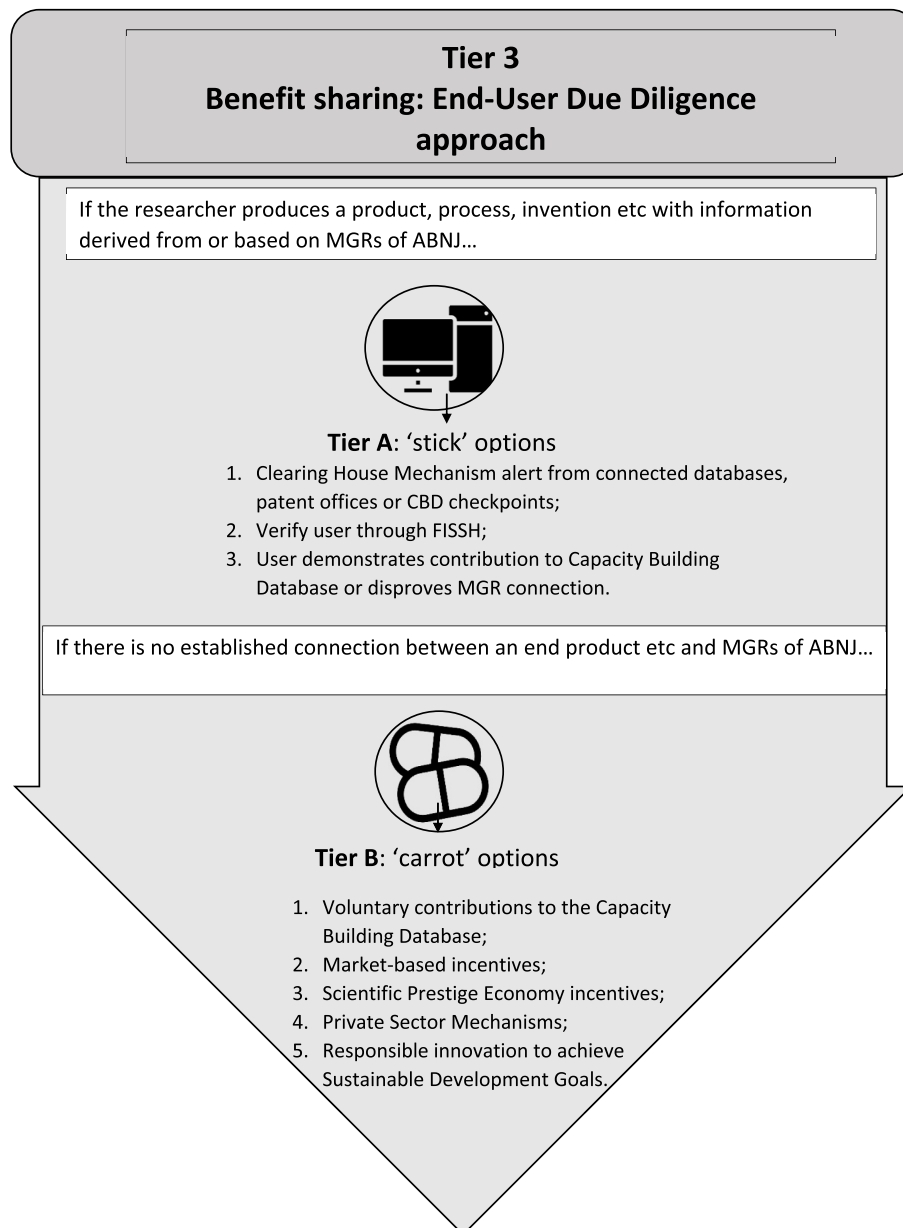 Tier 3
Benefit sharing: End-User Due Diligence
approach
If the researcher produces a product, process, invention etc with information
derived from or based on MGRs of ABNJ…
Tier A: ‘stick’ options
1. Clearing House Mechanism alert from connected databases,
patent offices or CBD checkpoints;
2. Verify user through FISSH;
3. User demonstrates contribution to Capacity Building
Database or disproves MGR connection.
If there is no established connection between an end product etc and MGRs of ABNJ…
Tier B: ‘carrot’ options
1. Voluntary contributions to the Capacity
Building Database;
2. Market-based incentives;
3. Scientific Prestige Economy incentives;
4. Private Sector Mechanisms;
5. Responsible innovation to achieve
Sustainable Development Goals.